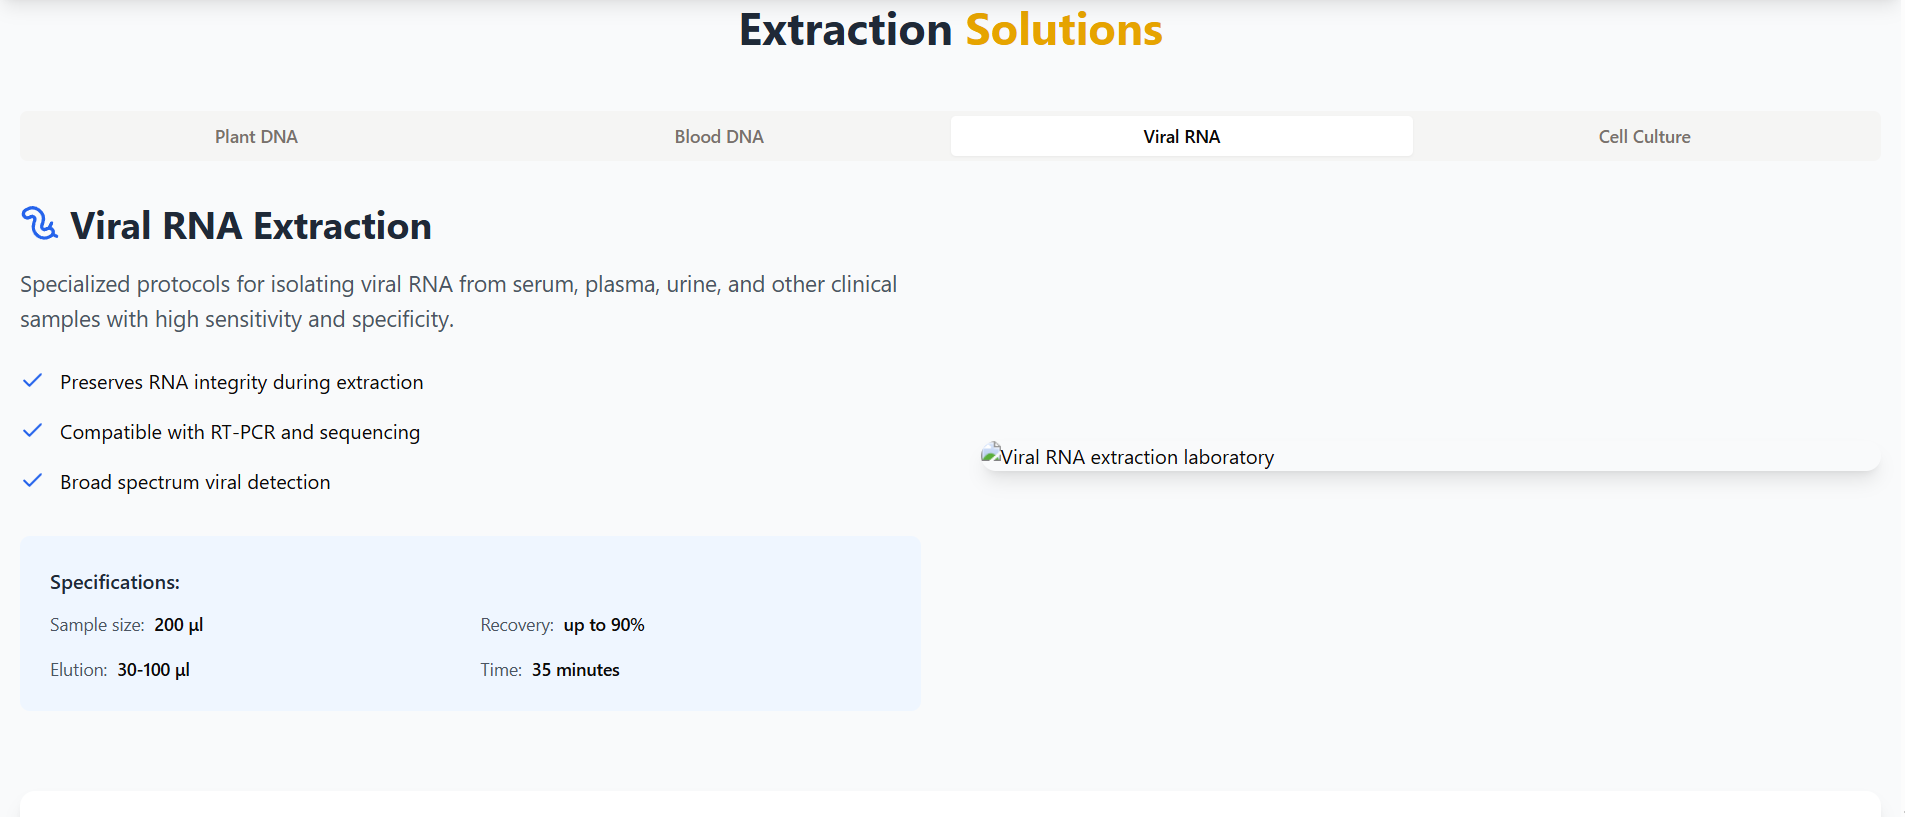 Extraction Solutions
Plant DNA
Blood DNA
Viral RNA
Cell Culture
Viral RNA Extraction
Specialized protocols for isolating viral RNA from serum, plasma, urine, and other clinical
samples with high sensitivity and specificity.
Preserves RNA integrity during extraction
Compatible with RT-PCR and sequencing
Broad spectrum viral detection
Viral RNA extraction laboratory
Specifications:
Sample size: 200 µl
Recovery: up to 90%
Elution: 30-100 µl
Time: 35 minutes